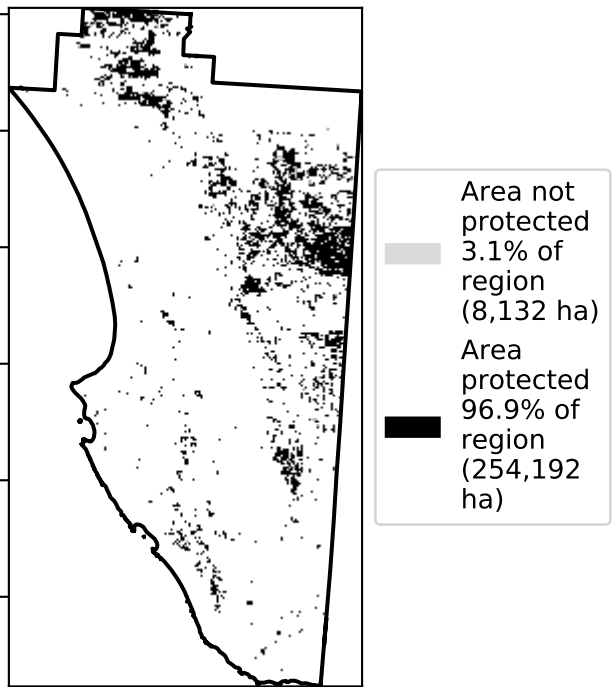 Area not
protected
3.1% of
region
(8,132 ha)
Area
protected
96.9% of
region
(254,192
ha)